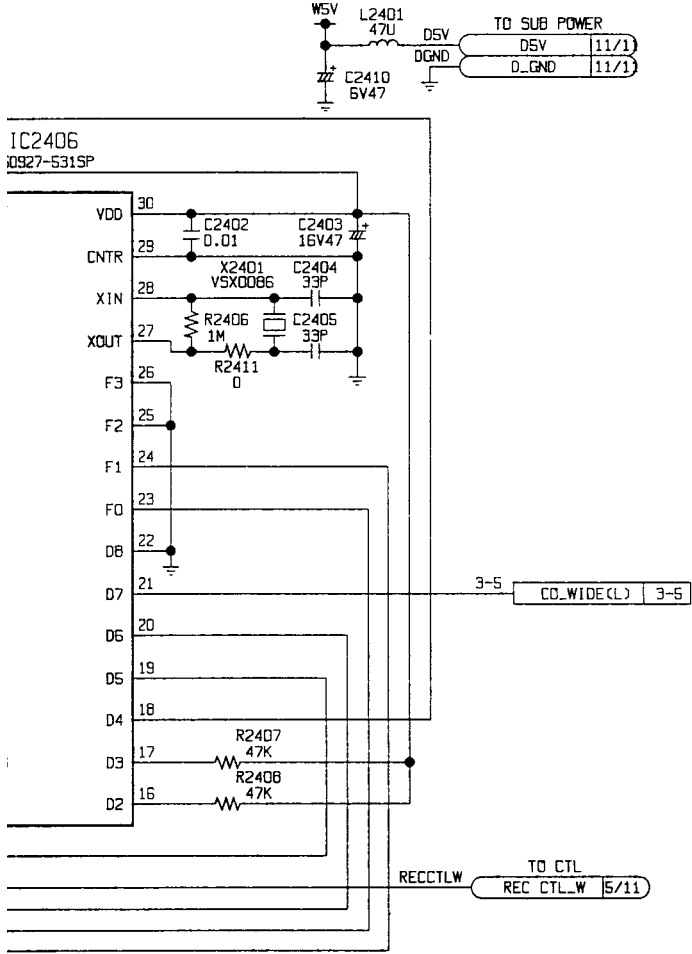 W5V
L2401
47U
TO SUB POWER
D5V
D5V 11/11
DGND
D_GND 11/11
C2410
6V47
IC2406
50927-531SP
VDD 30
C2402
0.01
C2403
16V47
CNTR 29
X2401
VSX0086
C2404
33P
XIN 28
R2406
1M
C2405
33P
XOUT 27
R2411
0
F3 26
F2 25
F1 24
F0 23
D8 22
D7 21
3-5
CO_WIDE(L) 3-5
D6 20
D5 19
D4 18
R2407
47K
D3 17
R2408
47K
D2 16
TO CTL
RECCTLW
REC CTL_W 5/11